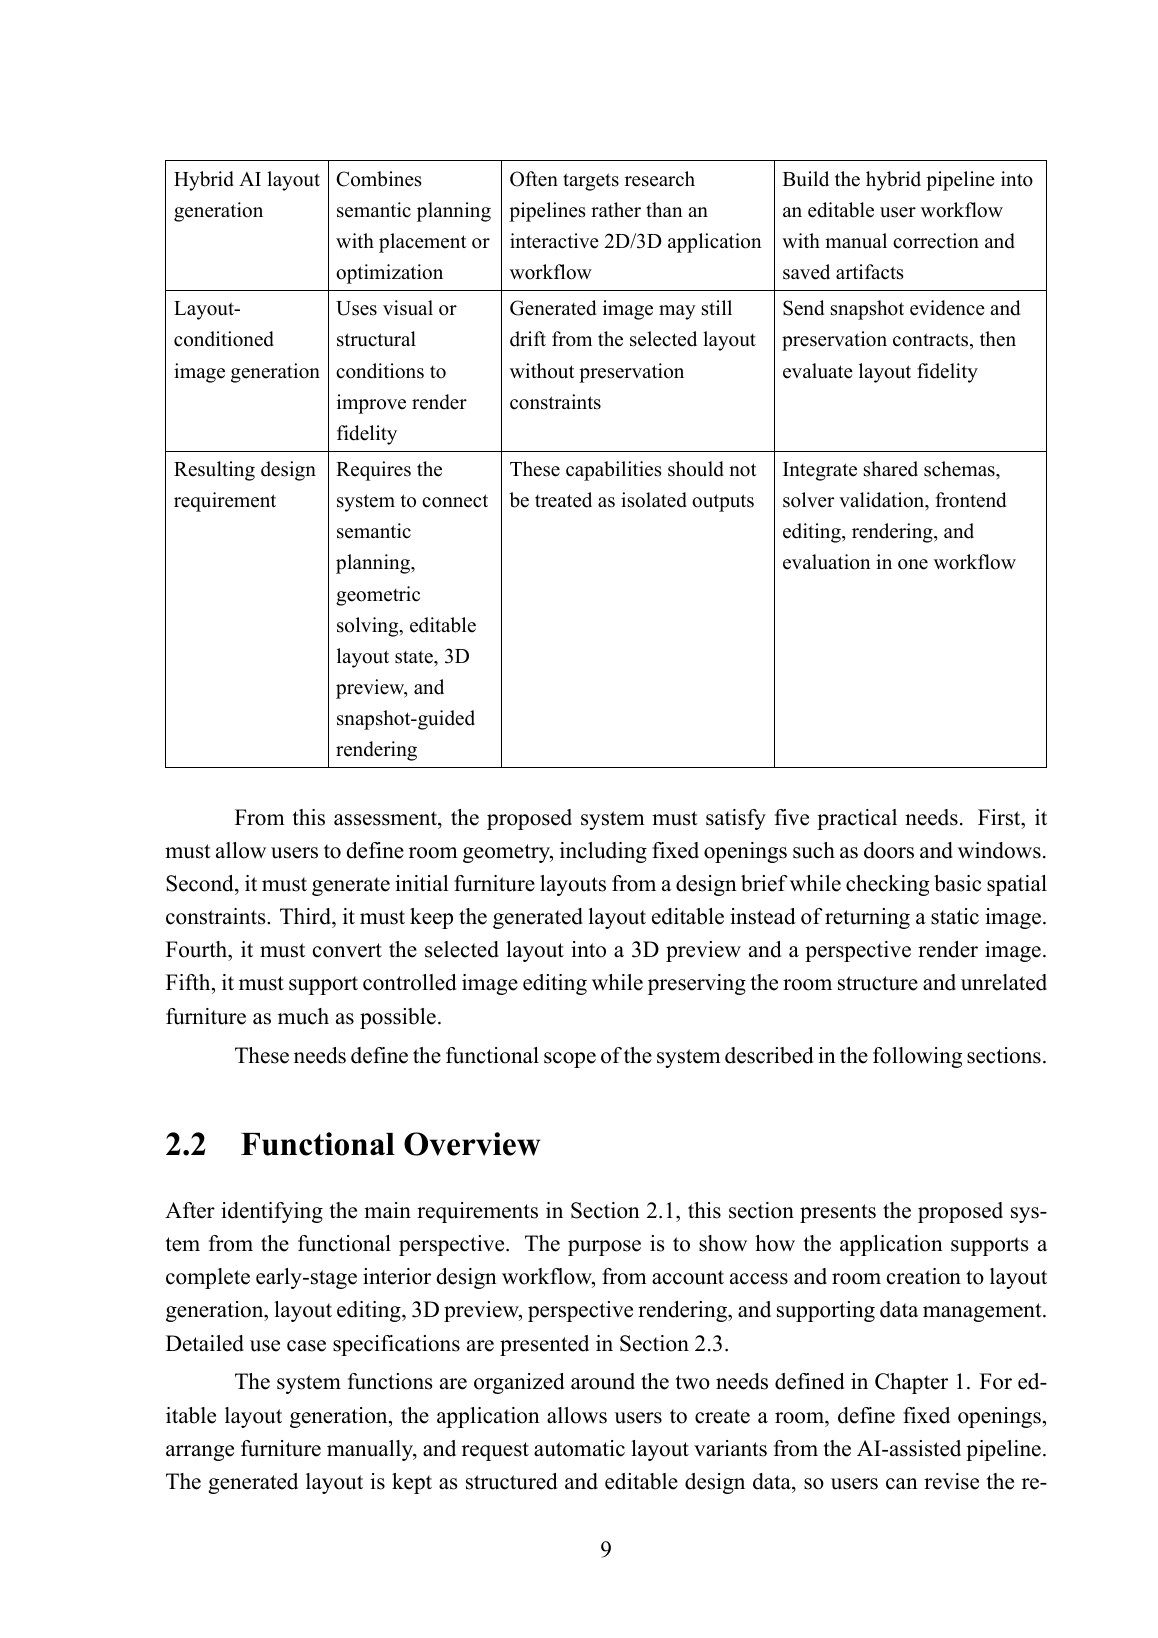 Hybrid AI layout
generation
Combines
semantic planning
with placement or
optimization
Often targets research
pipelines rather than an
interactive 2D/3D application
workflow
Build the hybrid pipeline into
an editable user workflow
with manual correction and
saved artifacts
Layout-
conditioned
image generation
Uses visual or
structural
conditions to
improve render
fidelity
Generated image may still
drift from the selected layout
without preservation
constraints
Send snapshot evidence and
preservation contracts, then
evaluate layout fidelity
Resulting design
requirement
Requires the
system to connect
semantic
planning,
geometric
solving, editable
layout state, 3D
preview, and
snapshot-guided
rendering
These capabilities should not
be treated as isolated outputs
Integrate shared schemas,
solver validation, frontend
editing, rendering, and
evaluation in one workflow
From this assessment, the proposed system must satisfy five practical needs. First, it
must allow users to define room geometry, including fixed openings such as doors and windows.
Second, it must generate initial furniture layouts from a design brief while checking basic spatial
constraints. Third, it must keep the generated layout editable instead of returning a static image.
Fourth, it must convert the selected layout into a 3D preview and a perspective render image.
Fifth, it must support controlled image editing while preserving the room structure and unrelated
furniture as much as possible.
These needs define the functional scope of the system described in the following sections.
2.2 Functional Overview
After identifying the main requirements in Section 2.1, this section presents the proposed sys-
tem from the functional perspective. The purpose is to show how the application supports a
complete early-stage interior design workflow, from account access and room creation to layout
generation, layout editing, 3D preview, perspective rendering, and supporting data management.
Detailed use case specifications are presented in Section 2.3.
The system functions are organized around the two needs defined in Chapter 1. For ed-
itable layout generation, the application allows users to create a room, define fixed openings,
arrange furniture manually, and request automatic layout variants from the AI-assisted pipeline.
The generated layout is kept as structured and editable design data, so users can revise the re-
9